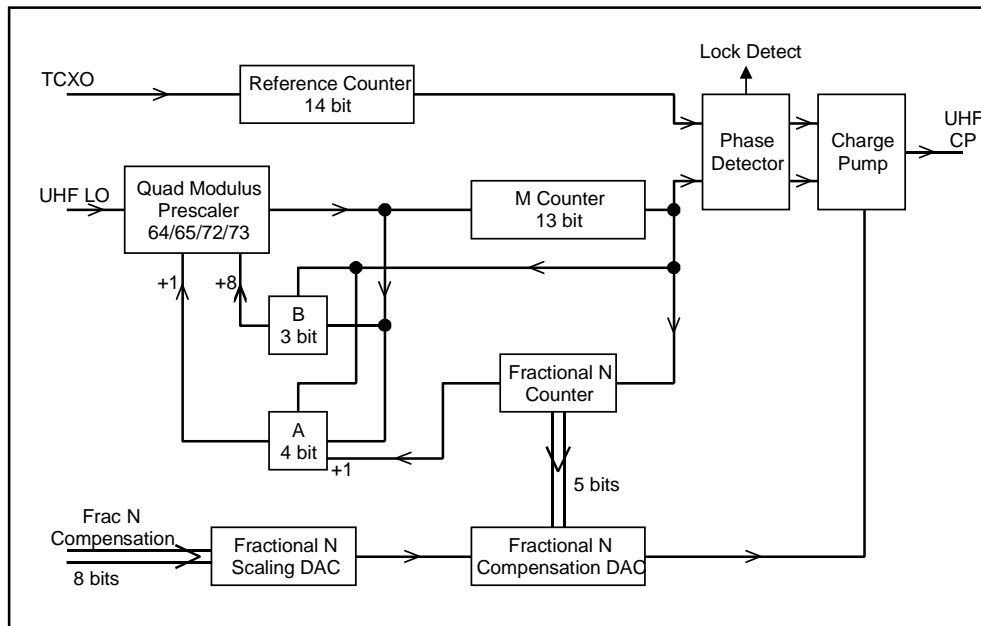 Lock Detect
TCXO
Reference Counter
14 bit
Phase
Detector
Charge
Pump
UHF
CP
UHF LO
Quad Modulus
Prescaler
64/65/72/73
M Counter
13 bit
+1
+8
B
3 bit
Fractional N
Counter
A
4 bit
+1
5 bits
Frac N
Compensation
8 bits
Fractional N
Scaling DAC
Fractional N
Compensation DAC